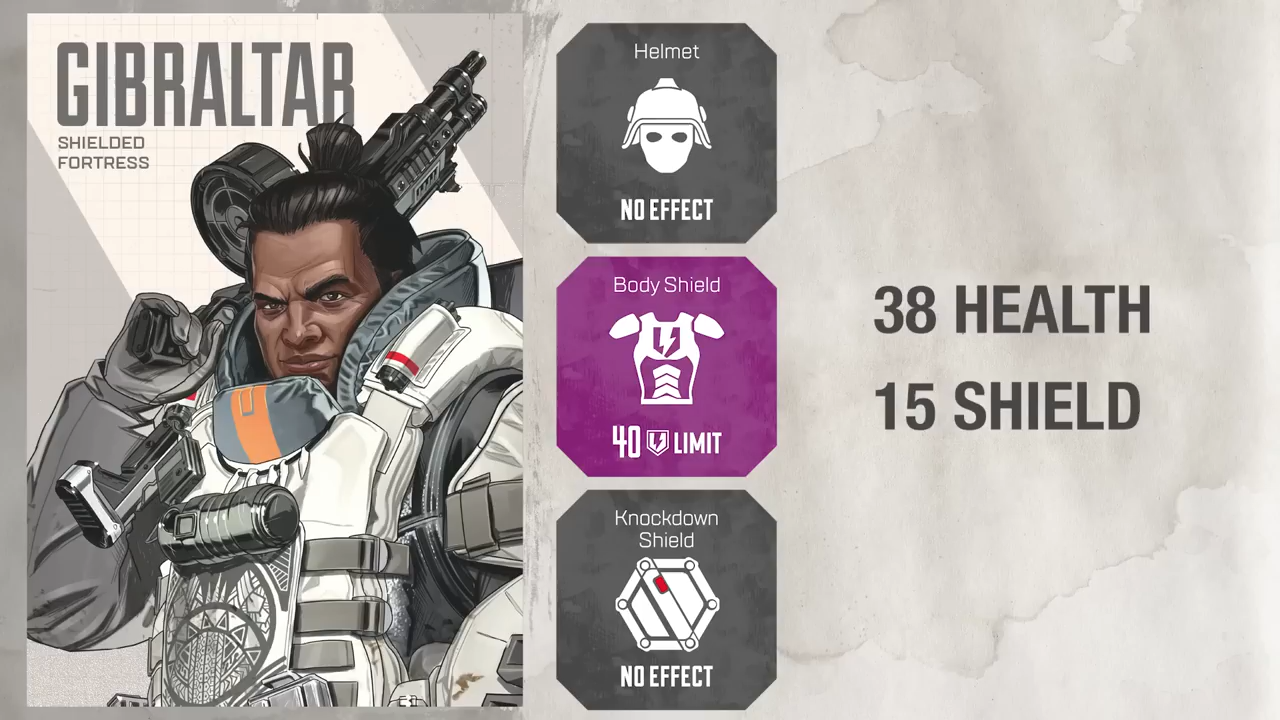 GIBRALTAR
SHIELDED
FORTRESS
Helmet
NO EFFECT
Body Shield
40 LIMIT
Knockdown
Shield
NO EFFECT
38 HEALTH
15 SHIELD